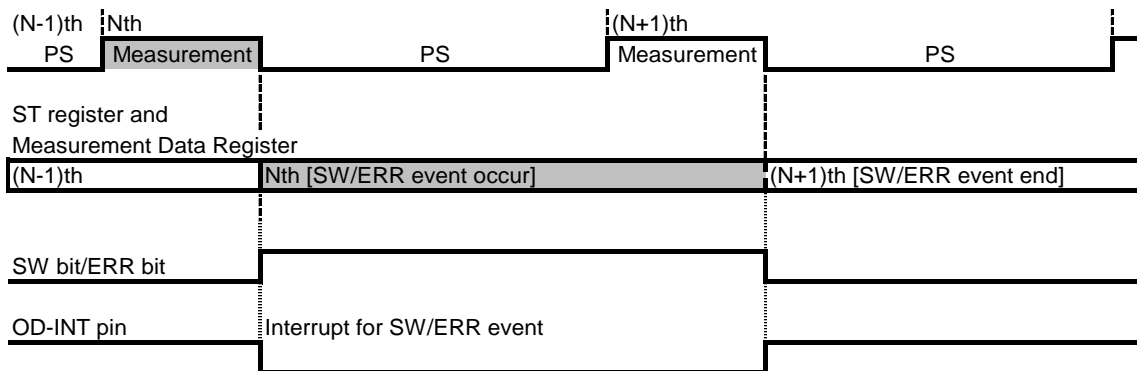 (N-1)th Nth (N+1)th
PS Measurement PS Measurement PS
ST register and
Measurement Data Register
(N-1)th Nth [SW/ERR event occur] (N+1)th [SW/ERR event end]
SW bit/ERR bit
OD-INT pin Interrupt for SW/ERR event